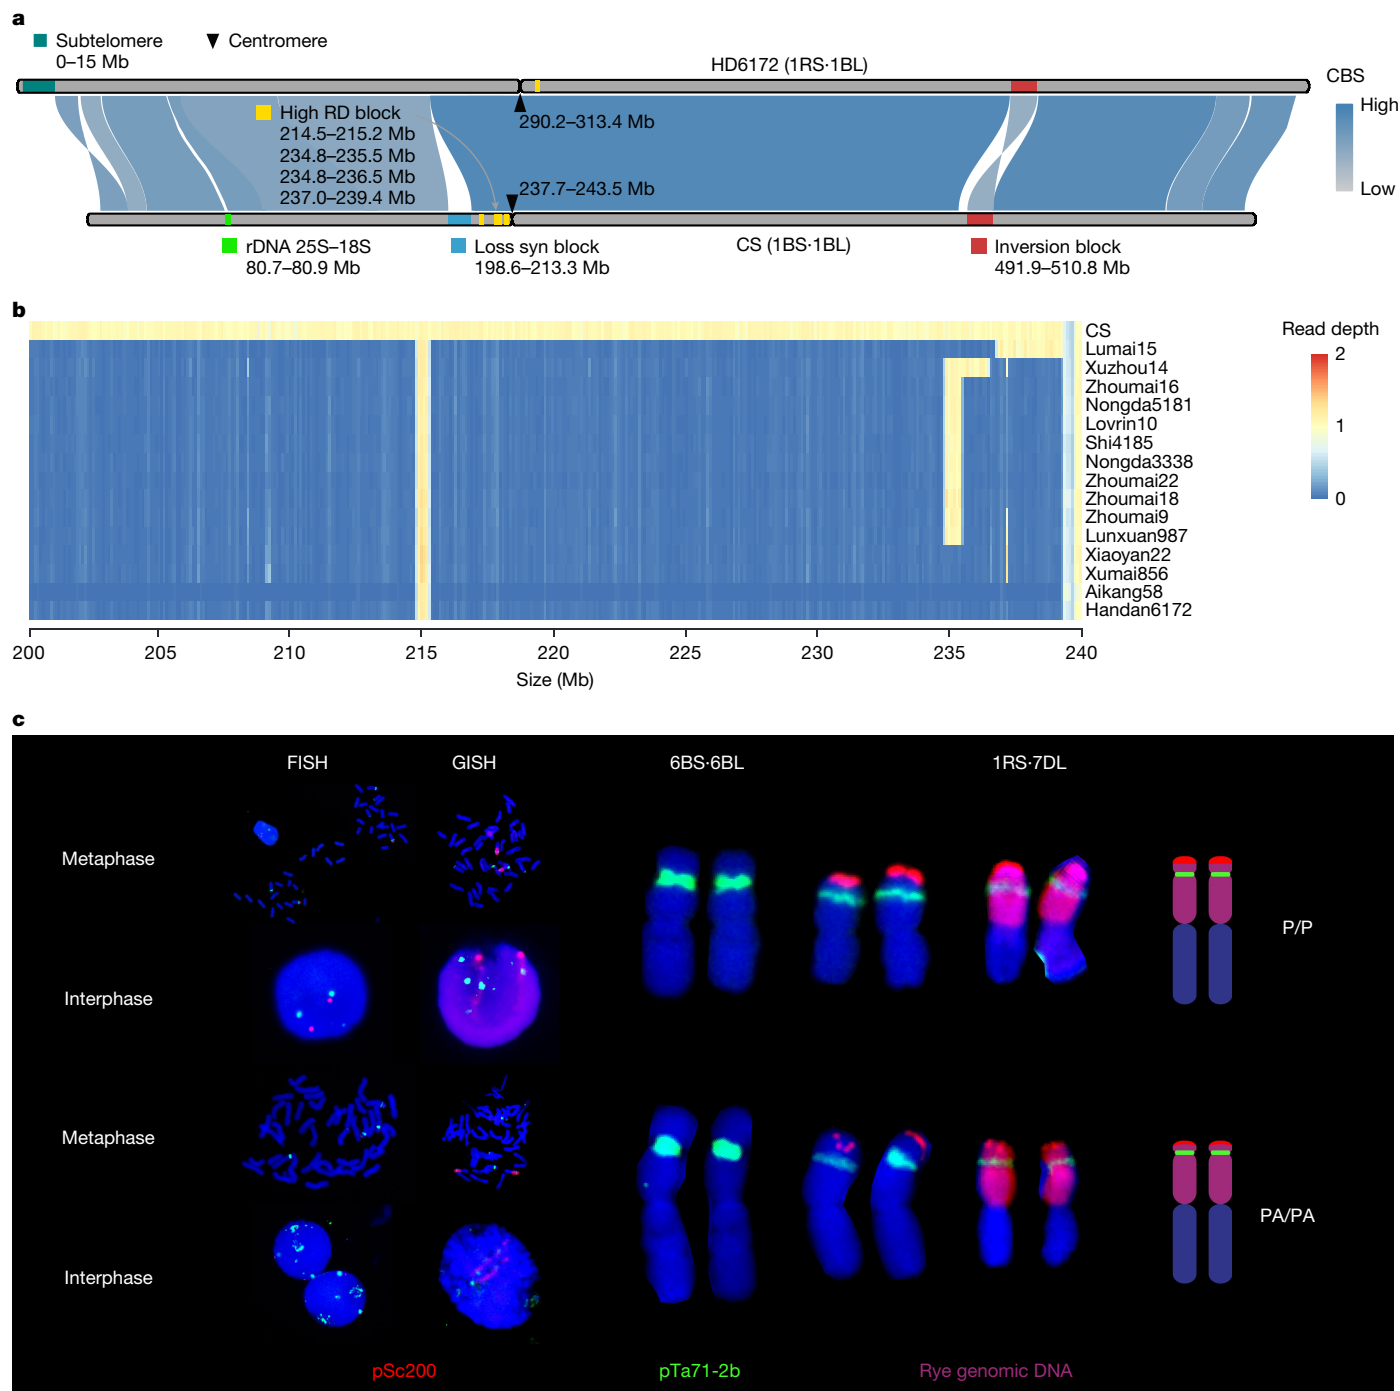 a
Subtelomere
0–15 Mb
Centromere
HD6172 (1RS·1BL)
CBS
High
Low
High RD block
214.5–215.2 Mb
234.8–235.5 Mb
234.8–236.5 Mb
237.0–239.4 Mb
290.2–313.4 Mb
237.7–243.5 Mb
rDNA 25S–18S
80.7–80.9 Mb
Loss syn block
198.6–213.3 Mb
CS (1BS·1BL)
Inversion block
491.9–510.8 Mb
b
CS
Lumai15
Xuzhou14
Zhoumai16
Nongda5181
Lovrin10
Shi4185
Nongda3338
Zhoumai22
Zhoumai18
Zhoumai9
Lunxuan987
Xiaoyan22
Xumai856
Aikang58
Handan6172
Read depth
2
1
0
200 205 210 215 220 225 230 235 240
Size (Mb)
c
FISH GISH 6BS·6BL 1RS·7DL
Metaphase
P/P
Interphase
Metaphase
PA/PA
Interphase
pSc200 pTa71-2b Rye genomic DNA